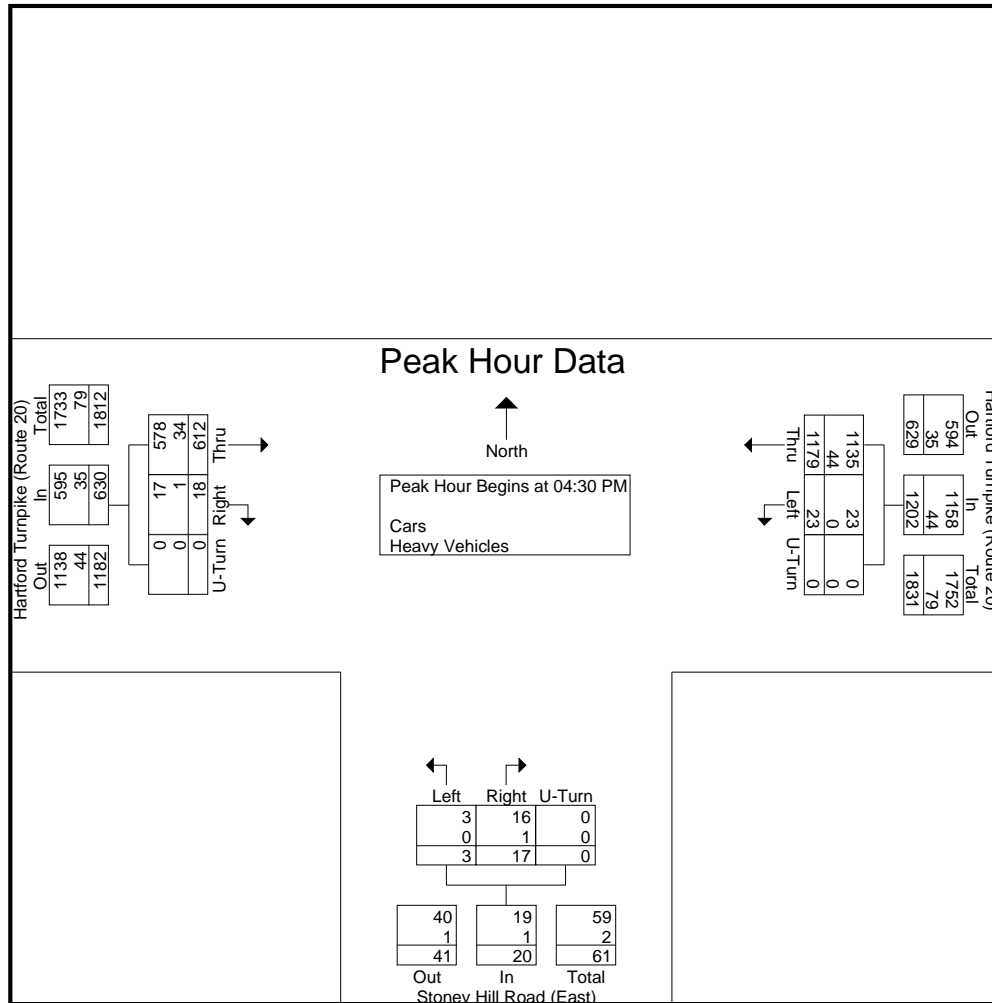 Peak Hour Data
North
Peak Hour Begins at 04:30 PM
Cars
Heavy Vehicles
Hartford Turnpike (Route 20)
Out In Total
1138 595 1733
44 35 79
1182 630 1812
578 17 0
34 1 0
612 18 0
Thru Right U-Turn
Hartford Turnpike (Route 20)
Out In Total
594 1158 1752
35 44 79
629 1202 1831
1135 23 0
44 0 0
1179 23 0
Thru Left U-Turn
Left Right U-Turn
3 16 0
0 1 0
3 17 0
40 19 59
1 1 2
41 20 61
Out In Total
Stoney Hill Road (East)